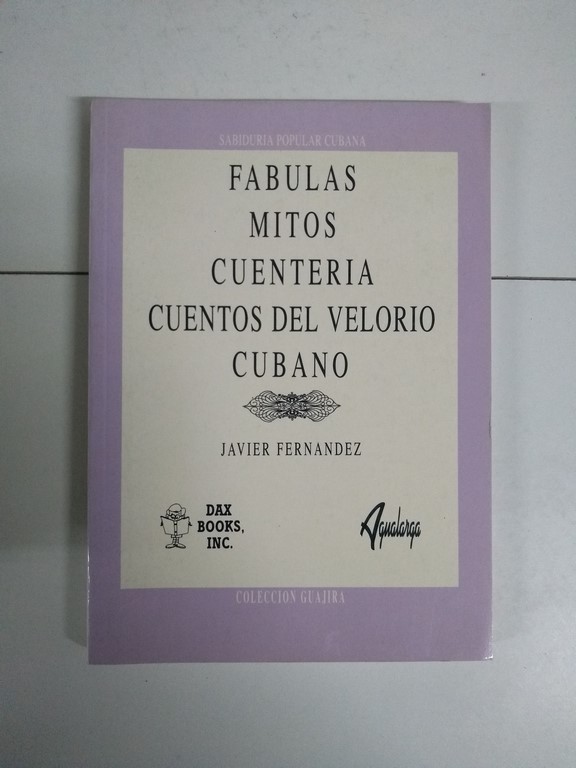 SABIDURIA POPULAR CUBANA
FABULAS
MITOS
CUENTERIA
CUENTOS DEL VELORIO
CUBANO
JAVIER FERNANDEZ
DAX
BOOKS,
INC.
Agualarga
COLECCION GUAJIRA